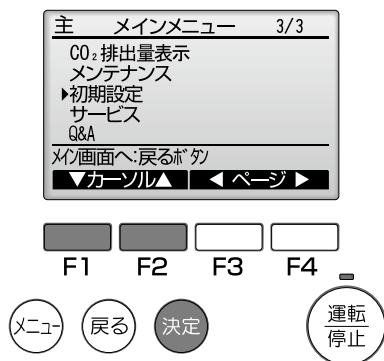 主 メインメニュー 3/3
CO₂排出量表示
メンテナンス
▶初期設定
サービス
Q&A
メイン画面へ:戻るボタン
▼カーソル▲ ◀ ページ ▶
F1 F2 F3 F4
メニュー 戻る 決定 運転
停止